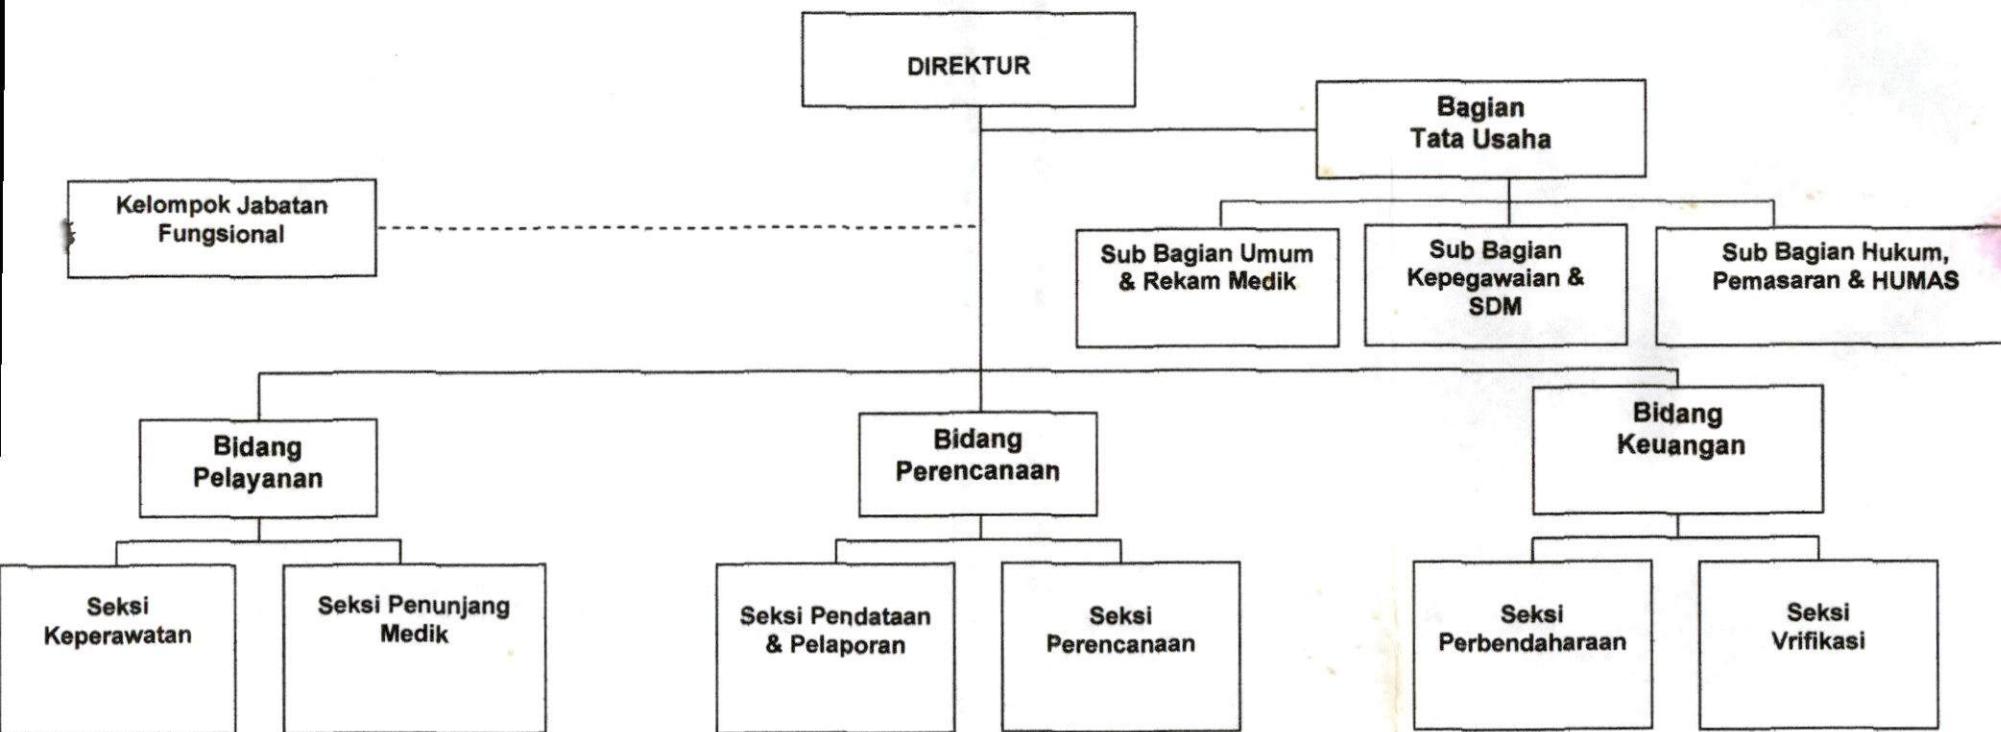 DIREKTUR
Bagian
Tata Usaha
Kelompok Jabatan
Fungsional
Sub Bagian Umum
& Rekam Medik
Sub Bagian
Kepegawaian &
SDM
Sub Bagian Hukum,
Pemasaran & HUMAS
Bidang
Pelayanan
Bidang
Perencanaan
Bidang
Keuangan
Seksi
Keperawatan
Seksi Penunjang
Medik
Seksi Pendataan
& Pelaporan
Seksi
Perencanaan
Seksi
Perbendaharaan
Seksi
Vrifikasi